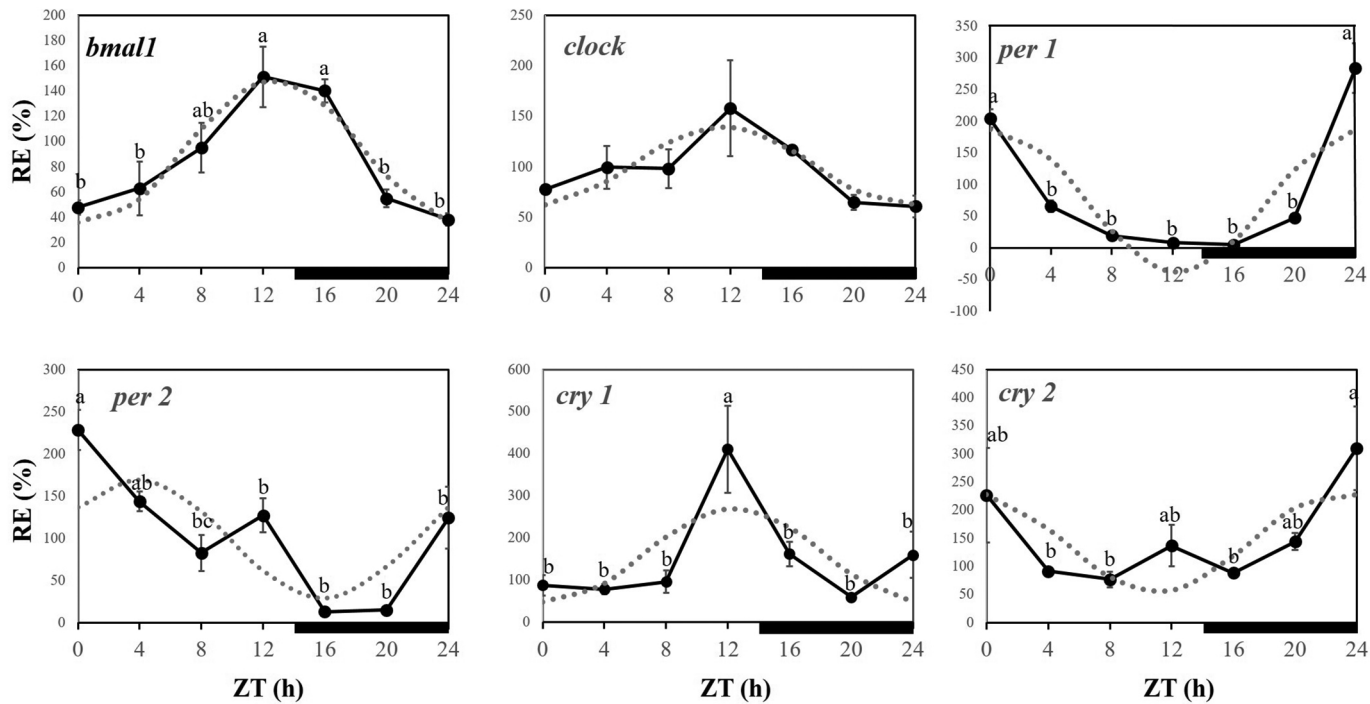 bmal1
RE (%)
200
180
160
140
120
100
80
60
40
20
0
b
b
ab
a
a
b
b
0 4 8 12 16 20 24
clock
250
200
150
100
50
0
0 4 8 12 16 20 24
per 1
350
300
250
200
150
100
50
0
-50
-100
a
b
b
b
b
b
a
0 4 8 12 16 20 24
per 2
RE (%)
300
250
200
150
100
50
0
a
ab
bc
b
b
b
b
0 4 8 12 16 20 24
ZT (h)
cry 1
600
500
400
300
200
100
0
b
b
b
a
b
b
b
0 4 8 12 16 20 24
ZT (h)
cry 2
450
400
350
300
250
200
150
100
50
0
ab
b
b
ab
b
ab
a
0 4 8 12 16 20 24
ZT (h)